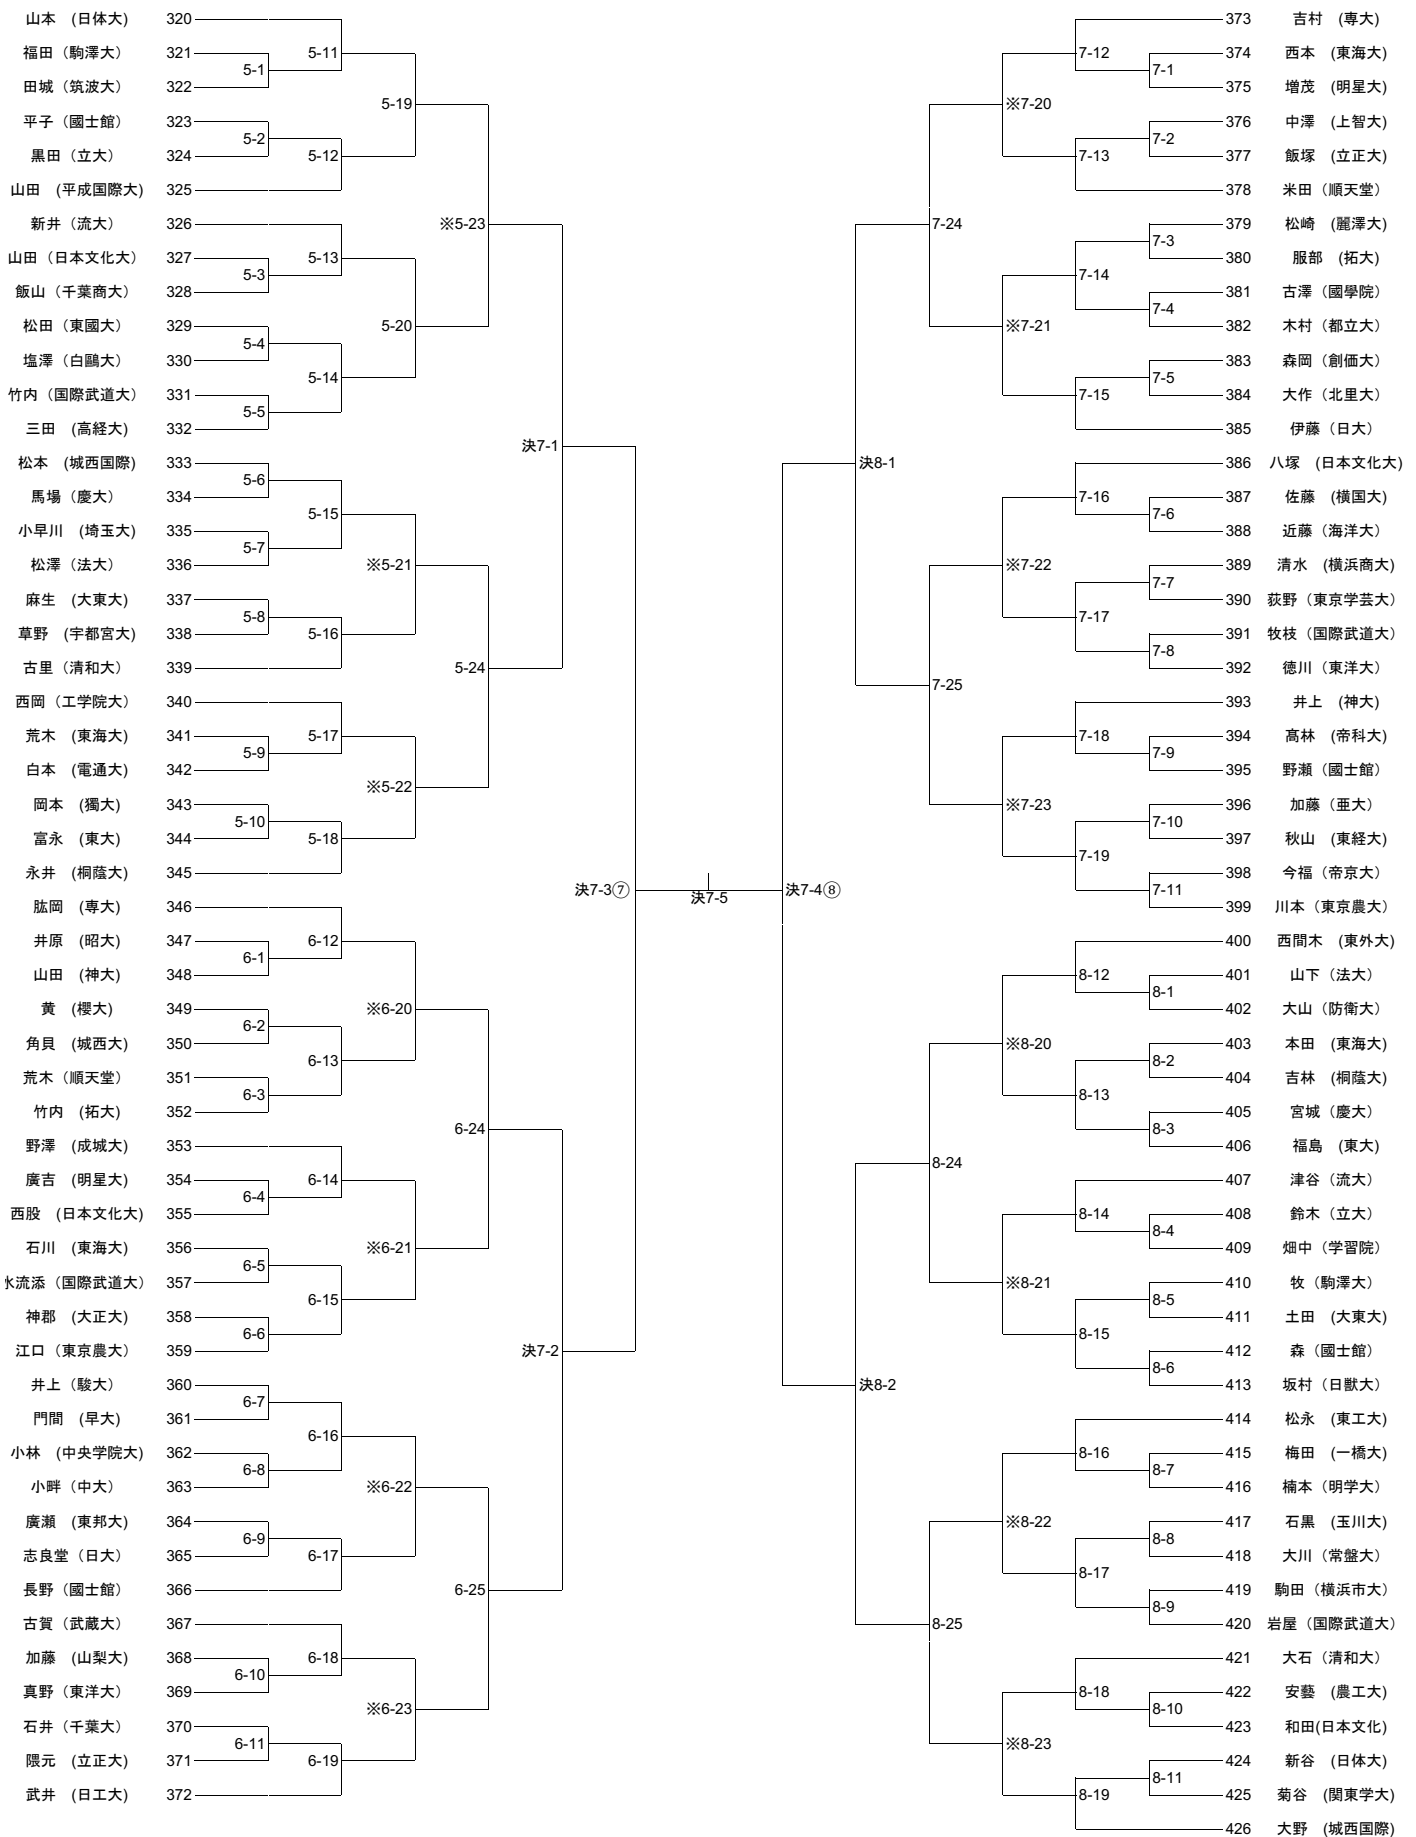 山本　(日体大)　320
福田（駒澤大）　321
田城（筑波大）　322
平子（國士館）　323
黒田（立大）　324
山田　(平成国際大)　325
新井（流大）　326
山田（日本文化大）　327
飯山（千葉商大）　328
松田（東國大）　329
塩澤（白鷗大）　330
竹内（国際武道大）　331
三田　(高経大)　332
松本　(城西国際)　333
馬場（慶大）　334
小早川　(埼玉大)　335
松澤（法大）　336
麻生　(大東大)　337
草野　(宇都宮大)　338
古里（清和大）　339
西岡（工学院大）　340
荒木　(東海大)　341
白本　(電通大)　342
岡本　(獨大)　343
富永　(東大)　344
永井　(桐蔭大)　345
肱岡　(専大)　346
井原　(昭大)　347
山田　(神大)　348
黄　(櫻大)　349
角貝　(城西大)　350
荒木（順天堂）　351
竹内　(拓大)　352
野澤　(成城大)　353
廣吉　(明星大)　354
西股　(日本文化大)　355
石川　(東海大)　356
水流添（国際武道大）　357
神郡　(大正大)　358
江口（東京農大）　359
井上（駿大）　360
門間　(早大)　361
小林　(中央学院大)　362
小畔（中大）　363
廣瀬　(東邦大)　364
志良堂（日大）　365
長野（國士館）　366
古賀（武蔵大）　367
加藤　(山梨大)　368
真野（東洋大）　369
石井（千葉大）　370
隈元　(立正大)　371
武井　(日工大)　372
5-1
5-2
5-3
5-4
5-5
5-6
5-7
5-8
5-9
5-10
6-1
6-2
6-3
6-4
6-5
6-6
6-7
6-8
6-9
6-10
6-11
5-11
5-12
5-13
5-14
5-15
5-16
5-17
5-18
6-12
6-13
6-14
6-15
6-16
6-17
6-18
6-19
5-19
5-20
※5-21
※5-22
※6-20
※6-21
※6-22
※6-23
※5-23
5-24
6-24
6-25
決7-1
決7-2
決7-3⑦
決7-5
決7-4⑧
決8-1
決8-2
7-24
7-25
8-24
8-25
※7-20
※7-21
※7-22
※7-23
※8-20
※8-21
※8-22
※8-23
7-12
7-13
7-14
7-15
7-16
7-17
7-18
7-19
8-12
8-13
8-14
8-15
8-16
8-17
8-18
8-19
7-1
7-2
7-3
7-4
7-5
7-6
7-7
7-8
7-9
7-10
7-11
8-1
8-2
8-3
8-4
8-5
8-6
8-7
8-8
8-9
8-10
8-11
373　吉村　(専大)
374　西本　(東海大)
375　増茂　(明星大)
376　中澤　(上智大)
377　飯塚　(立正大)
378　米田（順天堂）
379　松崎　(麗澤大)
380　服部　(拓大)
381　古澤（國學院）
382　木村（都立大）
383　森岡（創価大）
384　大作（北里大）
385　伊藤（日大）
386　八塚　(日本文化大)
387　佐藤　(横国大)
388　近藤（海洋大）
389　清水　(横浜商大)
390　荻野（東京学芸大）
391　牧枝（国際武道大）
392　徳川（東洋大）
393　井上　(神大)
394　髙林　(帝科大)
395　野瀬（國士館）
396　加藤（亜大）
397　秋山　(東経大)
398　今福（帝京大）
399　川本（東京農大）
400　西間木　(東外大)
401　山下（法大）
402　大山（防衛大）
403　本田　(東海大)
404　吉林　(桐蔭大)
405　宮城（慶大）
406　福島　(東大)
407　津谷（流大）
408　鈴木（立大）
409　畑中（学習院）
410　牧（駒澤大）
411　土田　(大東大)
412　森（國士館）
413　坂村（日獣大）
414　松永　(東工大)
415　梅田　(一橋大)
416　楠本（明学大）
417　石黒　(玉川大)
418　大川（常盤大）
419　駒田（横浜市大）
420　岩屋（国際武道大）
421　大石（清和大）
422　安藝　(農工大)
423　和田(日本文化)
424　新谷　(日体大)
425　菊谷　(関東学大)
426　大野　(城西国際)